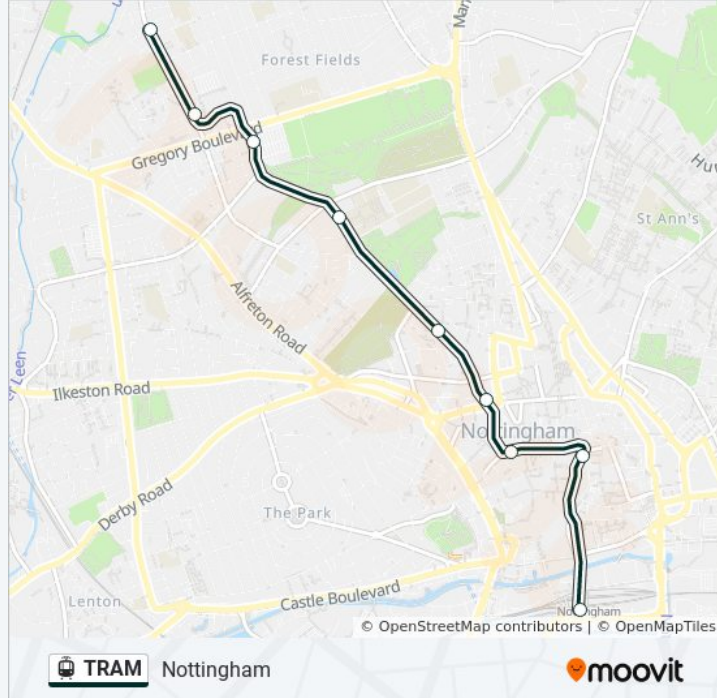 Forest Fields
Gregory Boulevard
St Ann's
Alfreton Road
Ilkeston Road
Nottingham
Derby Road
The Park
Castle Boulevard
Lenton
Nottingham
© OpenStreetMap contributors | © OpenMapTiles
TRAM Nottingham
moovit